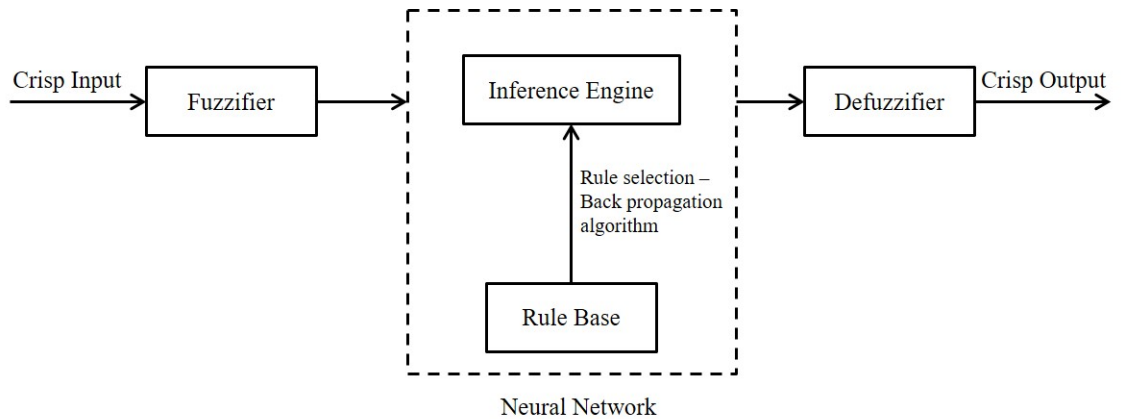 Crisp Input
Fuzzifier
Inference Engine
Rule selection –
Back propagation
algorithm
Rule Base
Neural Network
Defuzzifier
Crisp Output